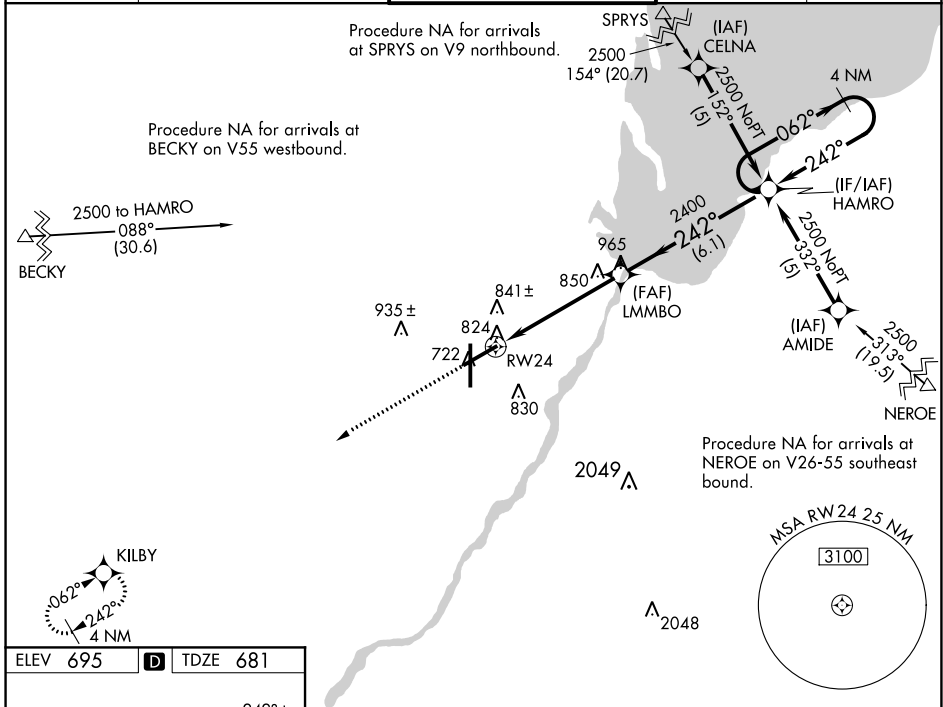 Procedure NA for arrivals
at SPRYS on V9 northbound.
SPRYS
2500
154° (20.7)
(IAF)
CELNA
2500 NoPT
152°
(5)
4 NM
062°
242°
(IF/IAF)
HAMRO
Procedure NA for arrivals at
BECKY on V55 westbound.
2500 to HAMRO
088°
(30.6)
BECKY
2400
242°
(6.1)
2500 NoPT
332°
(5)
965
850
(FAF)
LMMBO
841±
935±
824
722
RW24
830
(IAF)
AMIDE
2500
313°
(19.5)
NEROE
Procedure NA for arrivals at
NEROE on V26-55 southeast
bound.
2049
MSA RW24 25 NM
3100
KILBY
062°
242°
4 NM
2048
ELEV 695 D TDZE 681